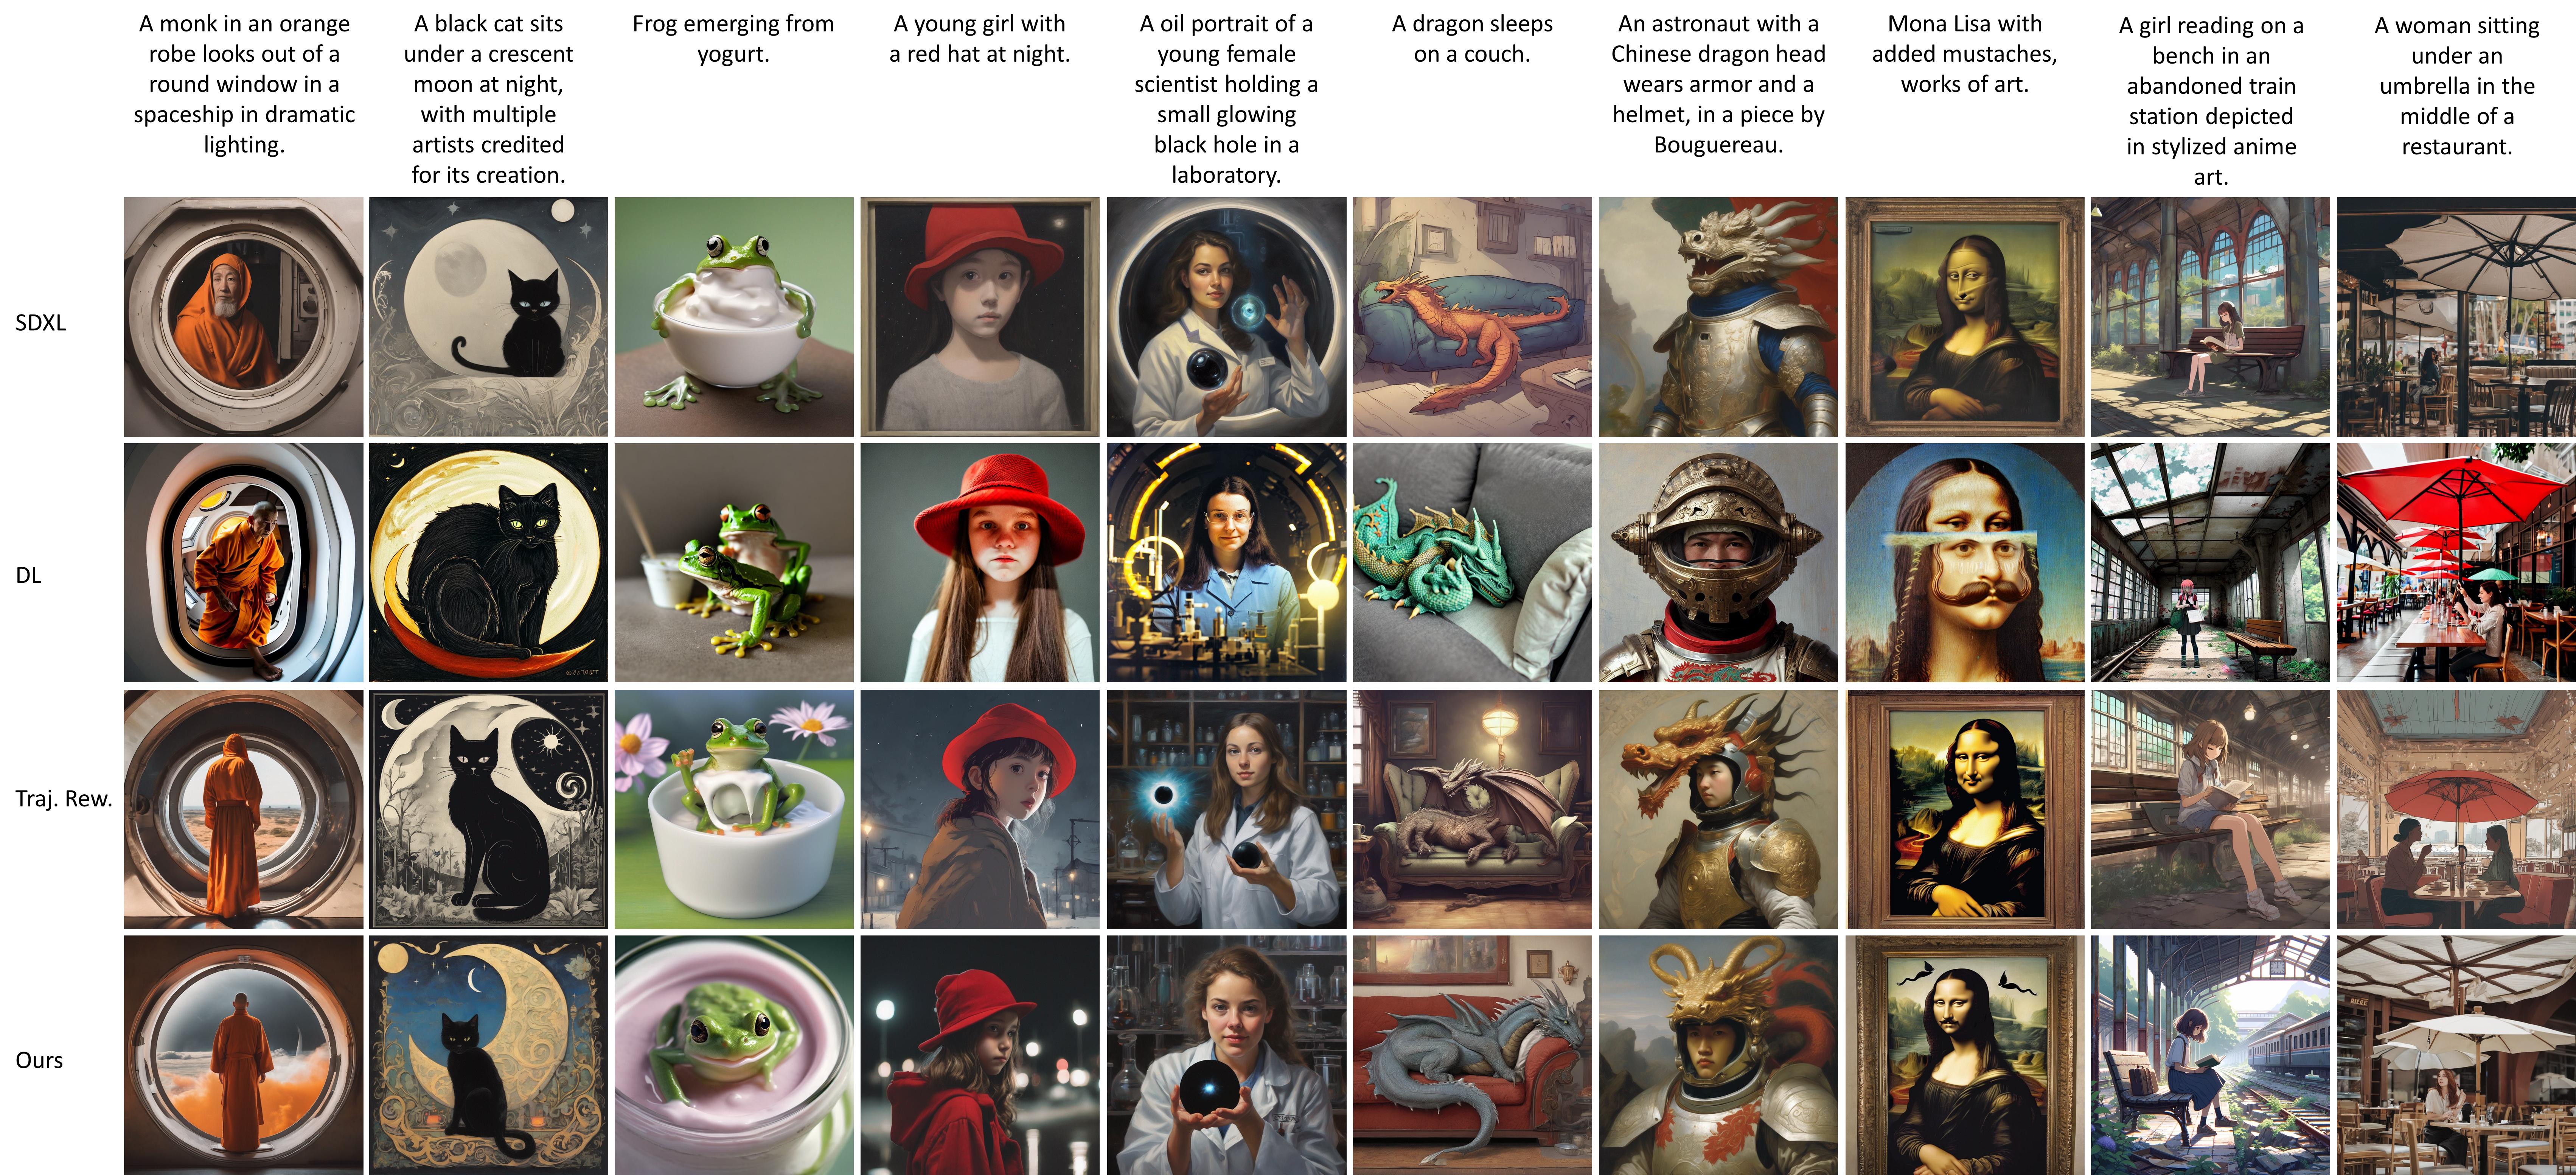 A monk in an orange
robe looks out of a
round window in a
spaceship in dramatic
lighting.
A black cat sits
under a crescent
moon at night,
with multiple
artists credited
for its creation.
Frog emerging from
yogurt.
A young girl with
a red hat at night.
A oil portrait of a
young female
scientist holding a
small glowing
black hole in a
laboratory.
A dragon sleeps
on a couch.
An astronaut with a
Chinese dragon head
wears armor and a
helmet, in a piece by
Bouguereau.
Mona Lisa with
added mustaches,
works of art.
A girl reading on a
bench in an
abandoned train
station depicted
in stylized anime
art.
A woman sitting
under an
umbrella in the
middle of a
restaurant.
SDXL
DL
Traj. Rew.
Ours